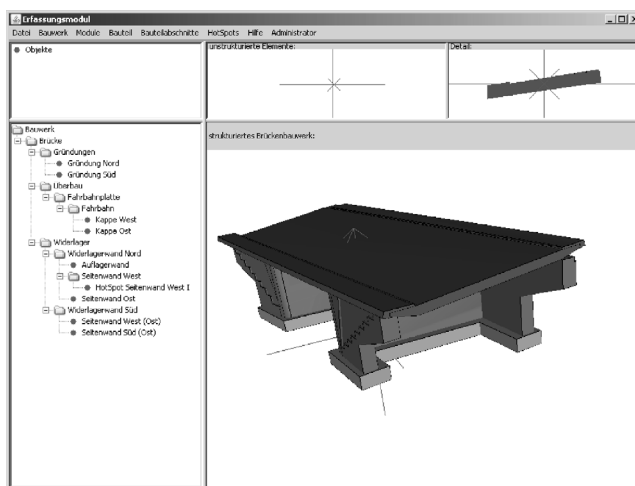 Erfassungsmodul
Datei Bauwerk Module Bauteil Bauteilabschnitte HotSpots Hilfe Administrator
Objekte
unstrukturierte Elemente:
Detail:
Bauwerk
Brücke
Gründungen
Gründung Nord
Gründung Süd
Überbau
Fahrbahnplatte
Fahrbahn
Kappe West
Kappe Ost
Widerlager
Widerlagerwand Nord
Auflagerwand
Seitenwand West
HotSpot Seitenwand West I
Seitenwand Ost
Widerlagerwand Süd
Seitenwand West (Ost)
Seitenwand Süd (Ost)
strukturiertes Brückenbauwerk: